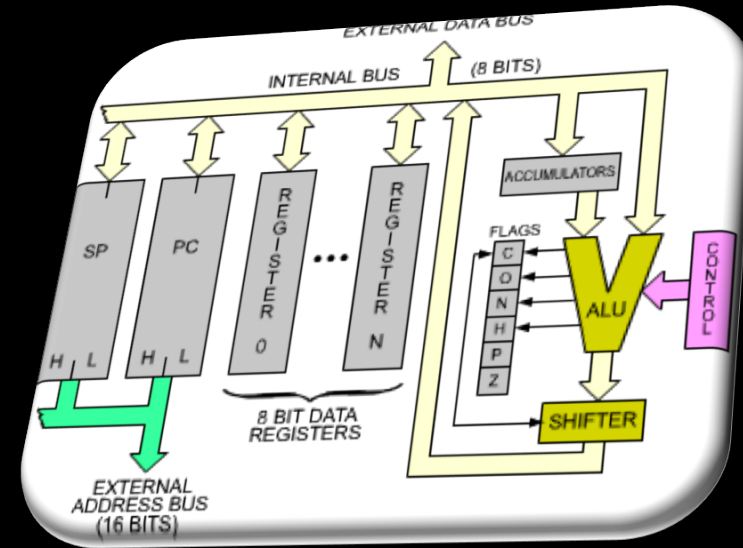 EXTERNAL DATA BUS
INTERNAL BUS (8 BITS)
ACCUMULATORS
FLAGS
C
O
N
H
P
Z
ALU
CONTROL
SHIFTER
SP
H L
PC
H L
REGISTER 0
REGISTER N
8 BIT DATA
REGISTERS
EXTERNAL
ADDRESS BUS
(16 BITS)